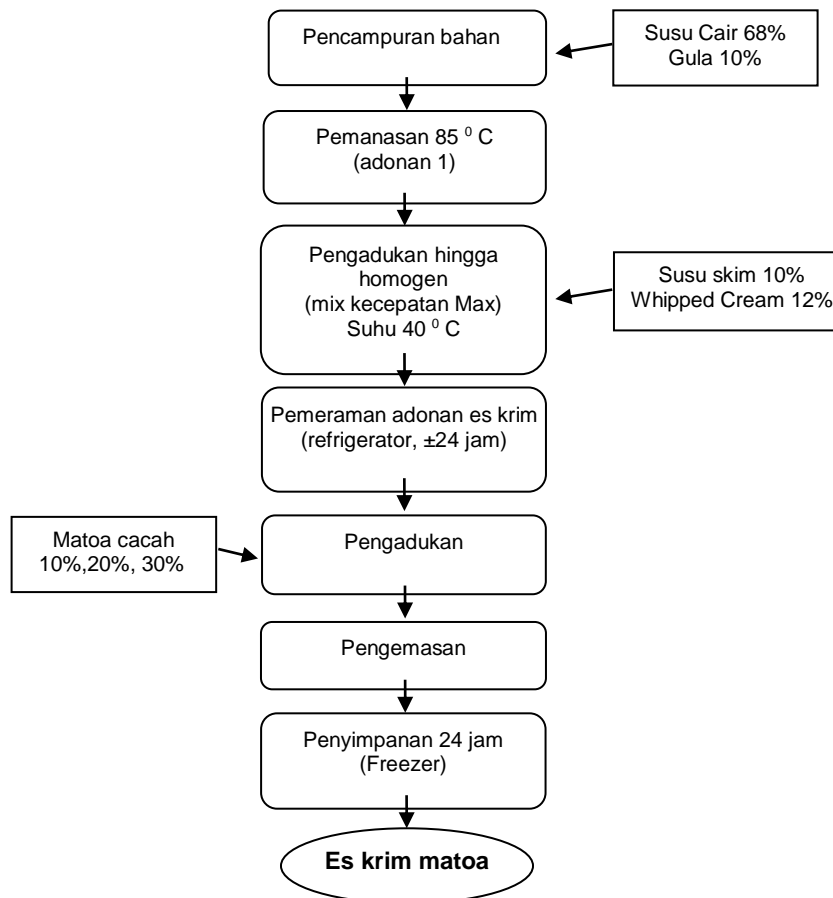 Pencampuran bahan
Susu Cair 68%
Gula 10%
Pemanasan 85 ⁰ C
(adonan 1)
Pengadukan hingga
homogen
(mix kecepatan Max)
Suhu 40 ⁰ C
Susu skim 10%
Whipped Cream 12%
Pemeraman adonan es krim
(refrigerator, ±24 jam)
Matoa cacah
10%,20%, 30%
Pengadukan
Pengemasan
Penyimpanan 24 jam
(Freezer)
Es krim matoa